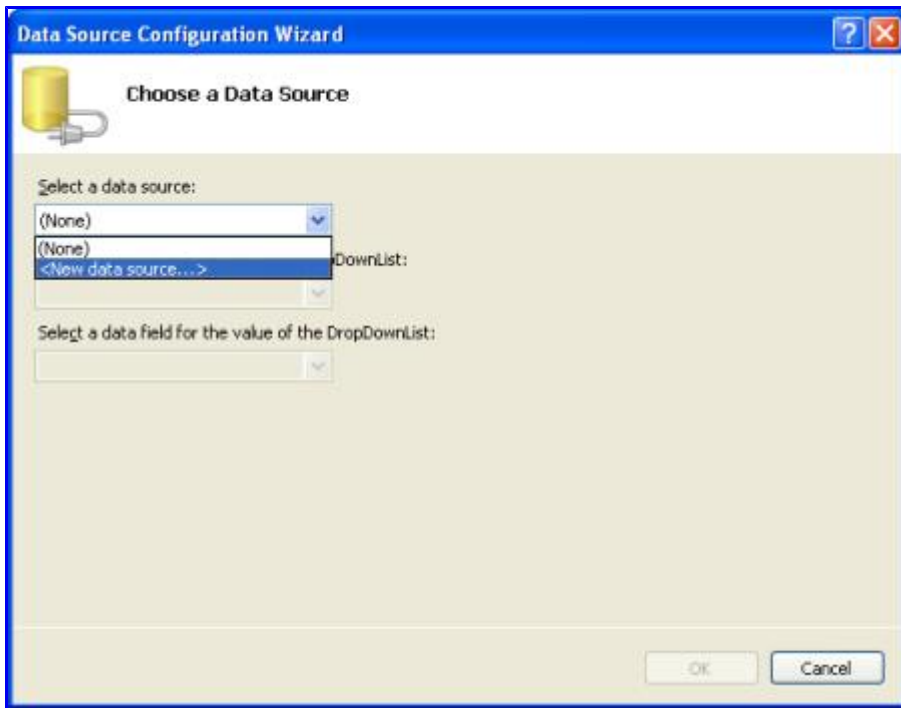 Data Source Configuration Wizard
Choose a Data Source
Select a data source:
(None)
(None)
<New data source...>
DownList:
Select a data field for the value of the DropDownList:
OK
Cancel